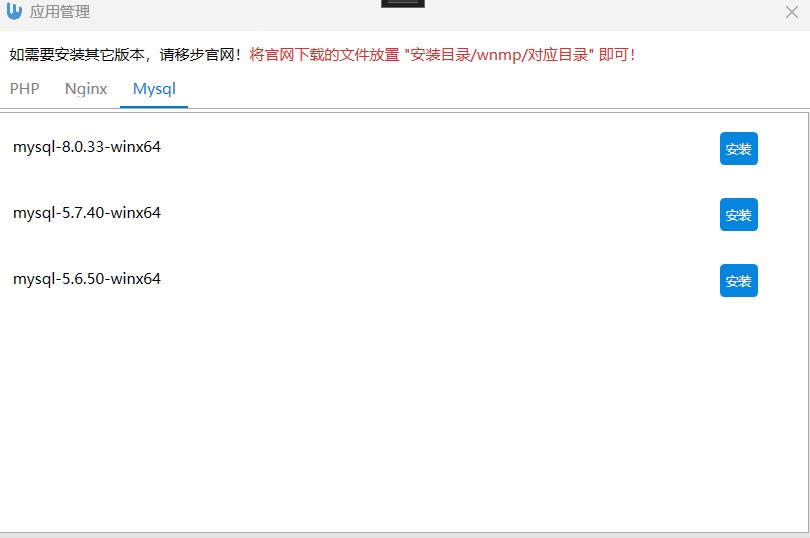 应用管理
如需要安装其它版本，请移步官网！将官网下载的文件放置 "安装目录/wnmp/对应目录" 即可！
PHP Nginx Mysql
mysql-8.0.33-winx64 安装
mysql-5.7.40-winx64 安装
mysql-5.6.50-winx64 安装